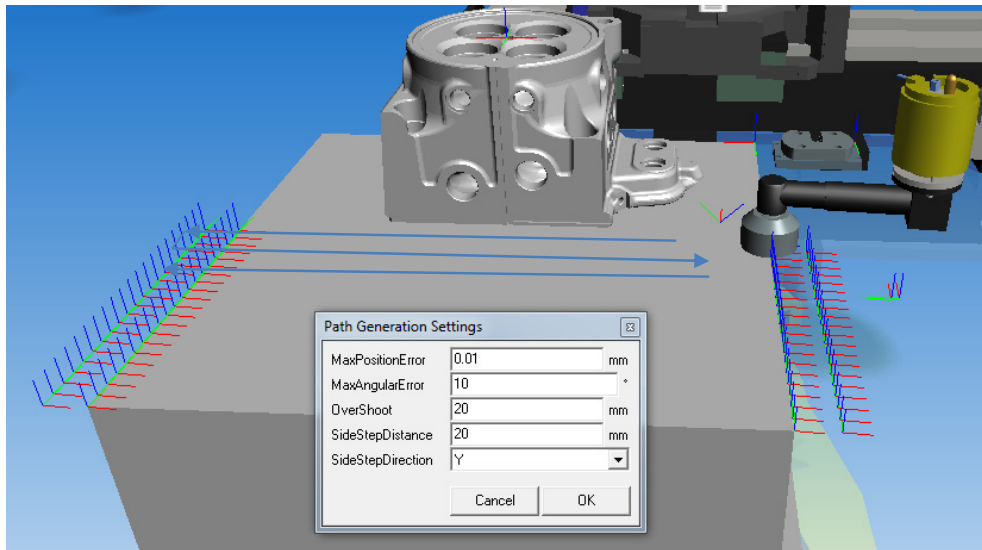 Path Generation Settings
MaxPositionError 0.01 mm
MaxAngularError 10 °
OverShoot 20 mm
SideStepDistance 20 mm
SideStepDirection Y
Cancel OK